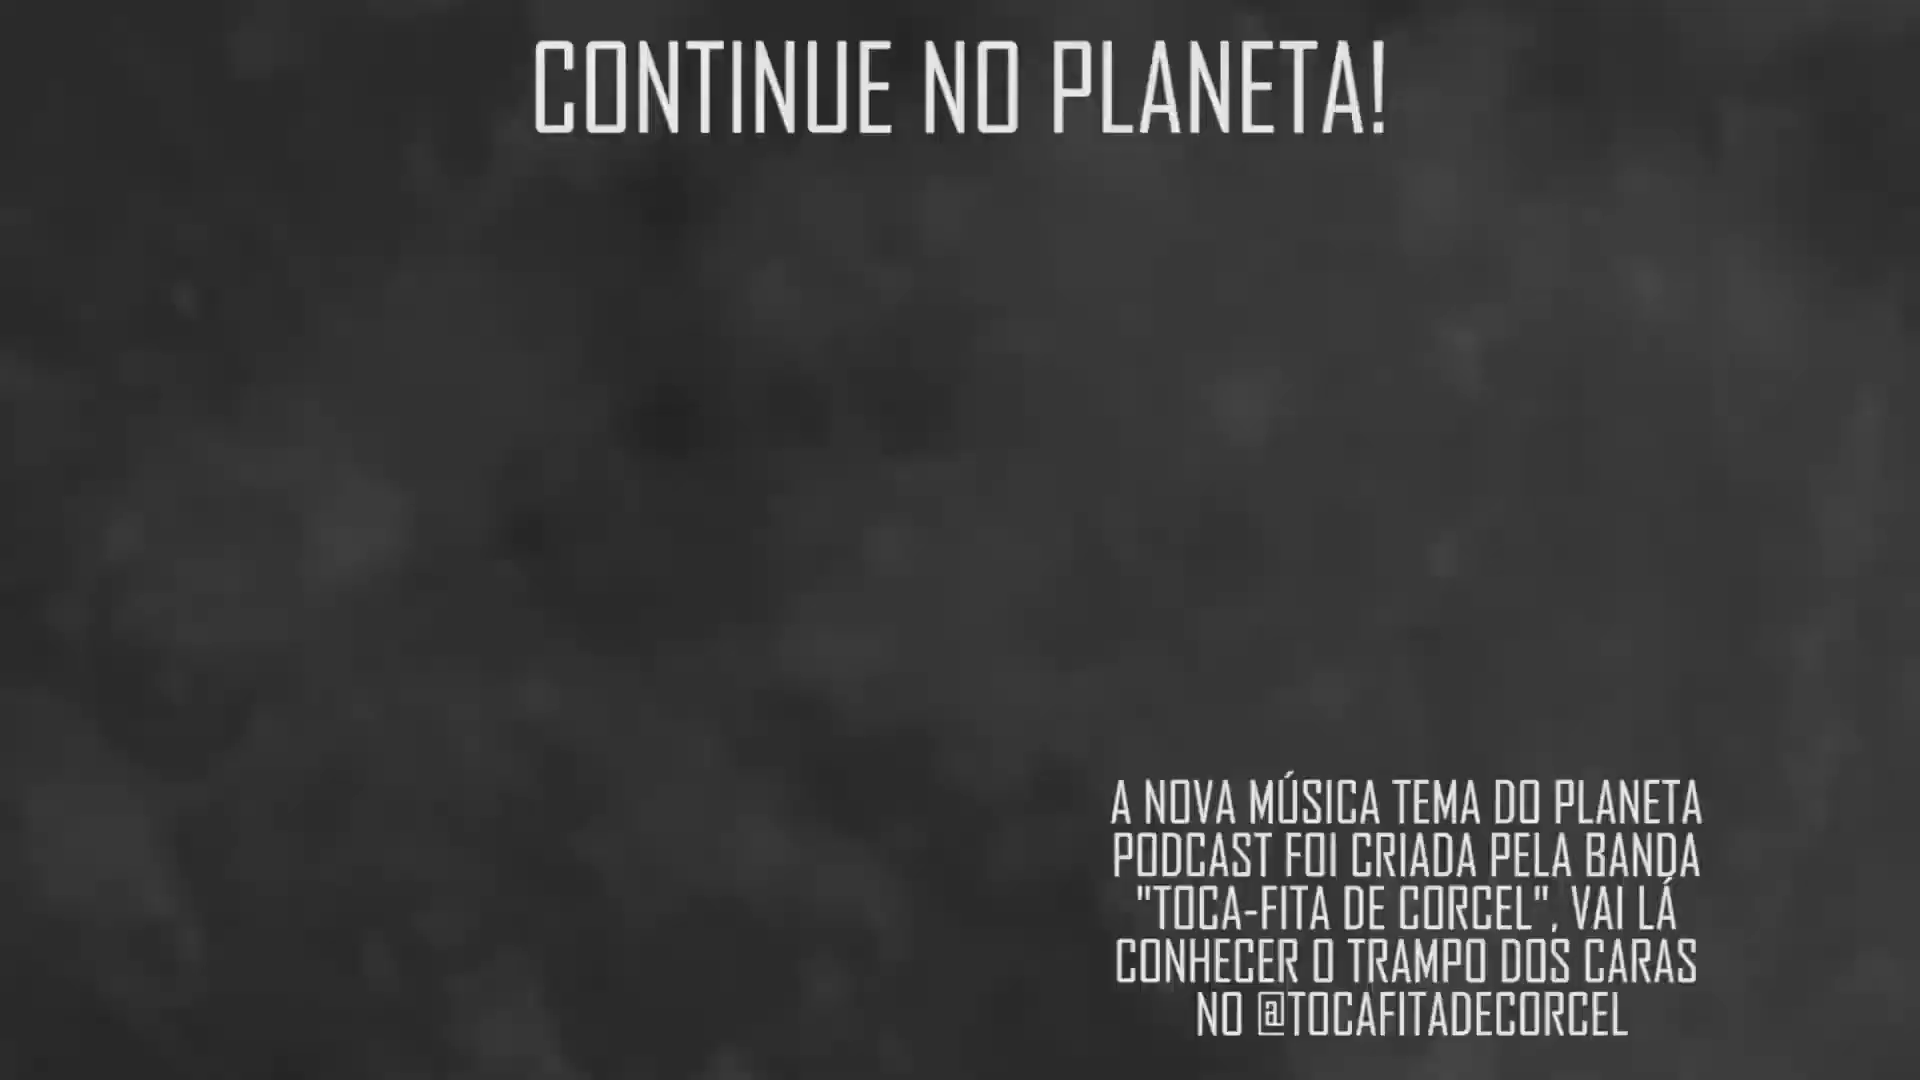 CONTINUE NO PLANETA!
A NOVA MÚSICA TEMA DO PLANETA
PODCAST FOI CRIADA PELA BANDA
"TOCA-FITA DE CORCEL", VAI LÁ
CONHECER O TRAMPO DOS CARAS
NO @TOCAFITADECORCEL